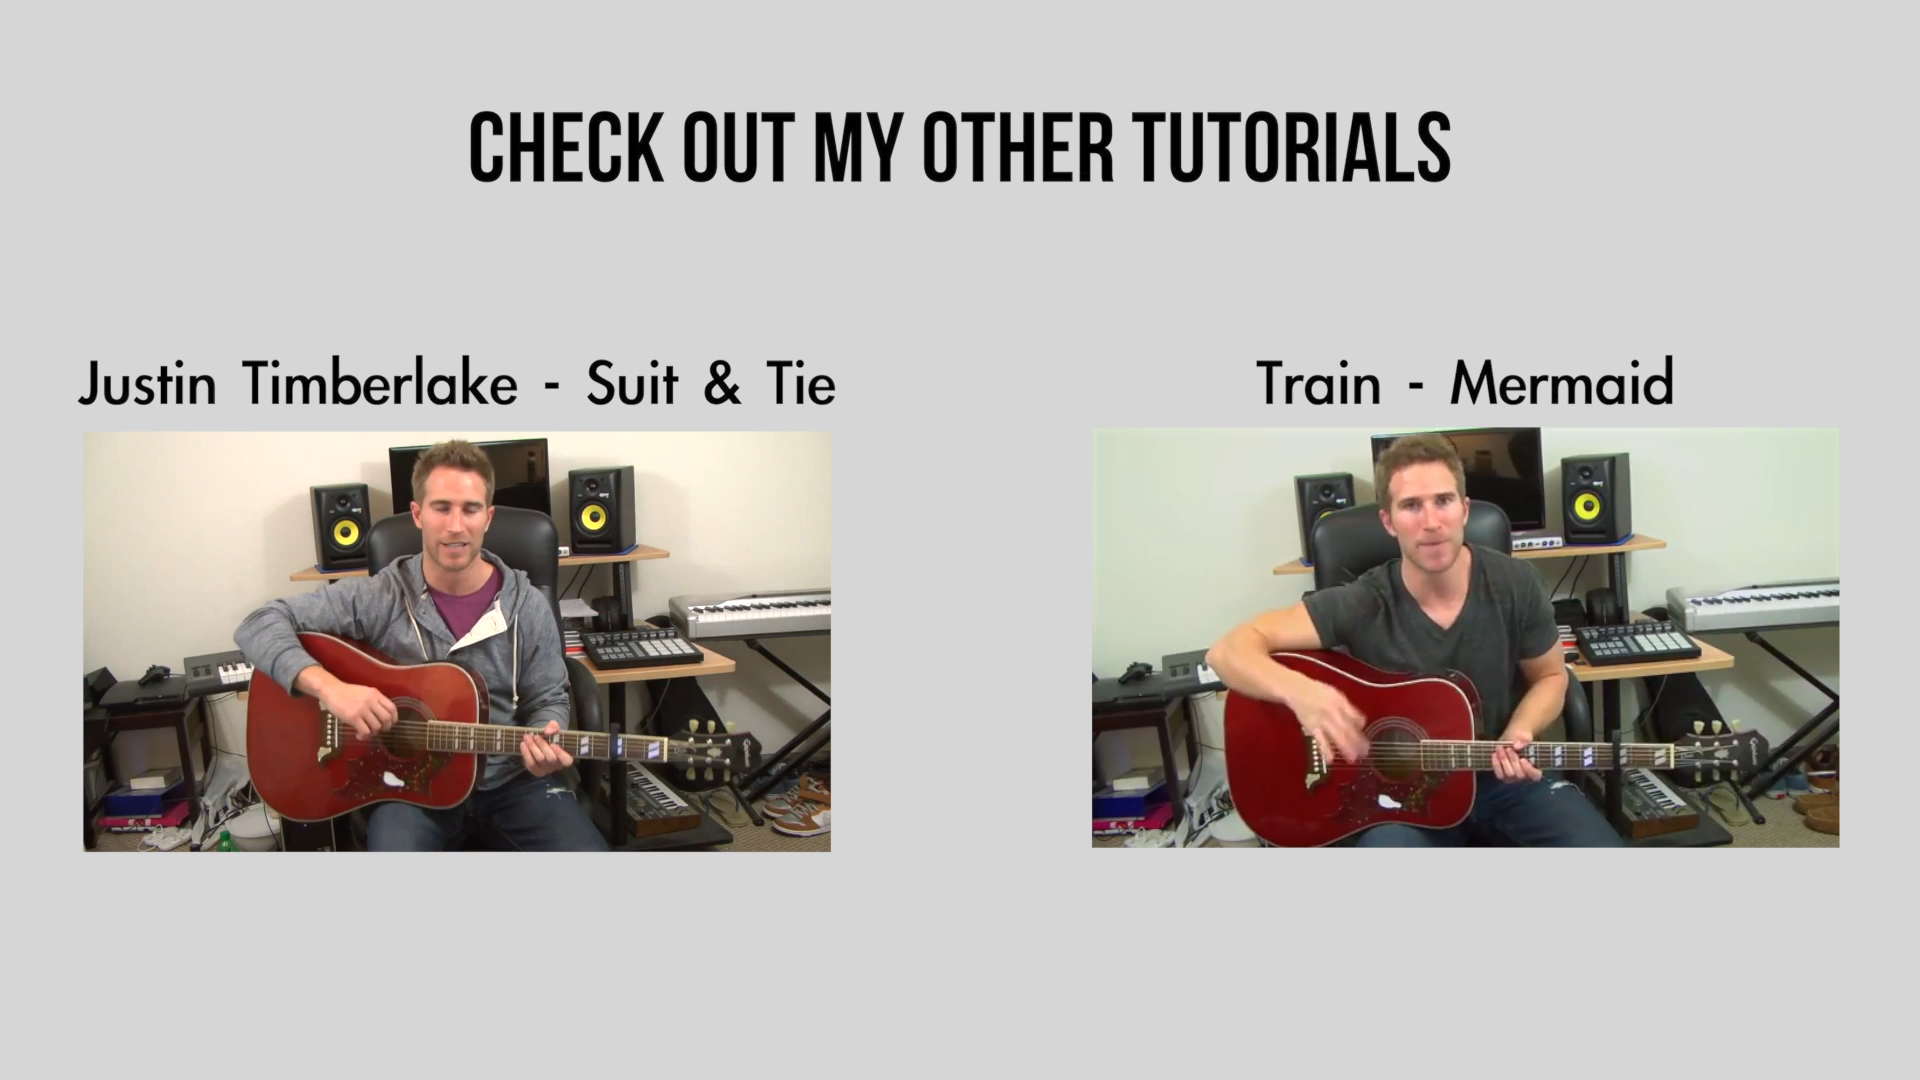 CHECK OUT MY OTHER TUTORIALS
Justin Timberlake - Suit & Tie
Train - Mermaid